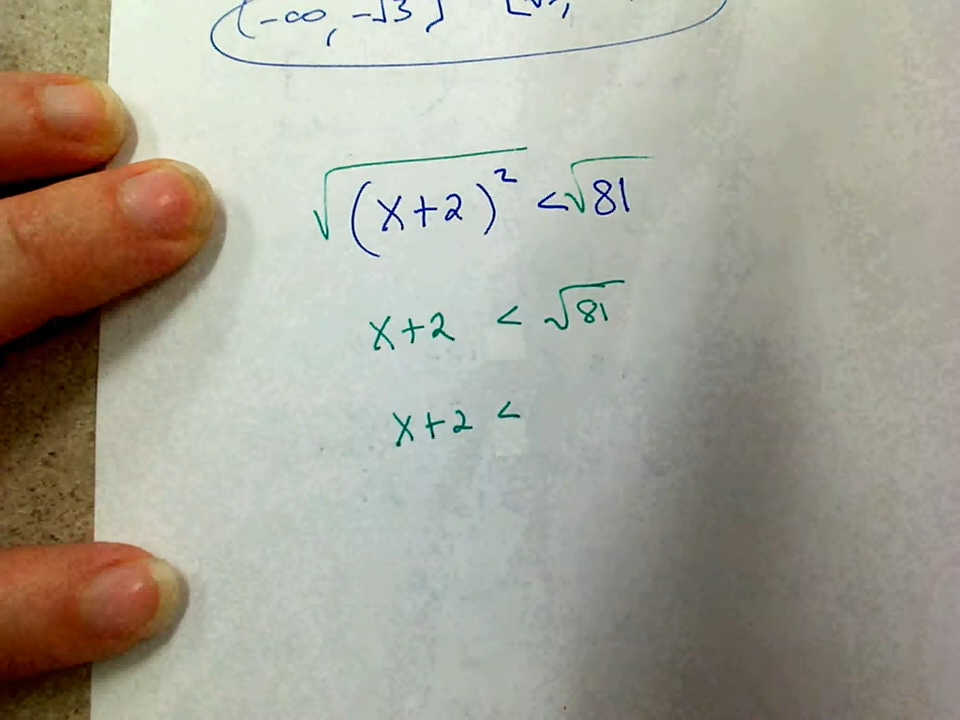 (-∞, -√3]
√(x+2)² < √81
x+2 < √81
x+2 <